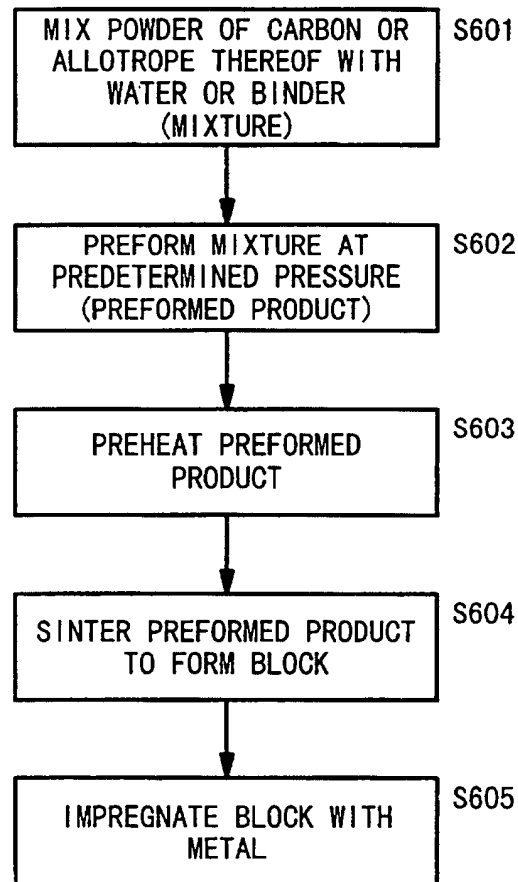 MIX POWDER OF CARBON OR
ALLOTROPE THEREOF WITH
WATER OR BINDER
(MIXTURE)
S601
PREFORM MIXTURE AT
PREDETERMINED PRESSURE
(PREFORMED PRODUCT)
S602
PREHEAT PREFORMED
PRODUCT
S603
SINTER PREFORMED PRODUCT
TO FORM BLOCK
S604
IMPREGNATE BLOCK WITH
METAL
S605